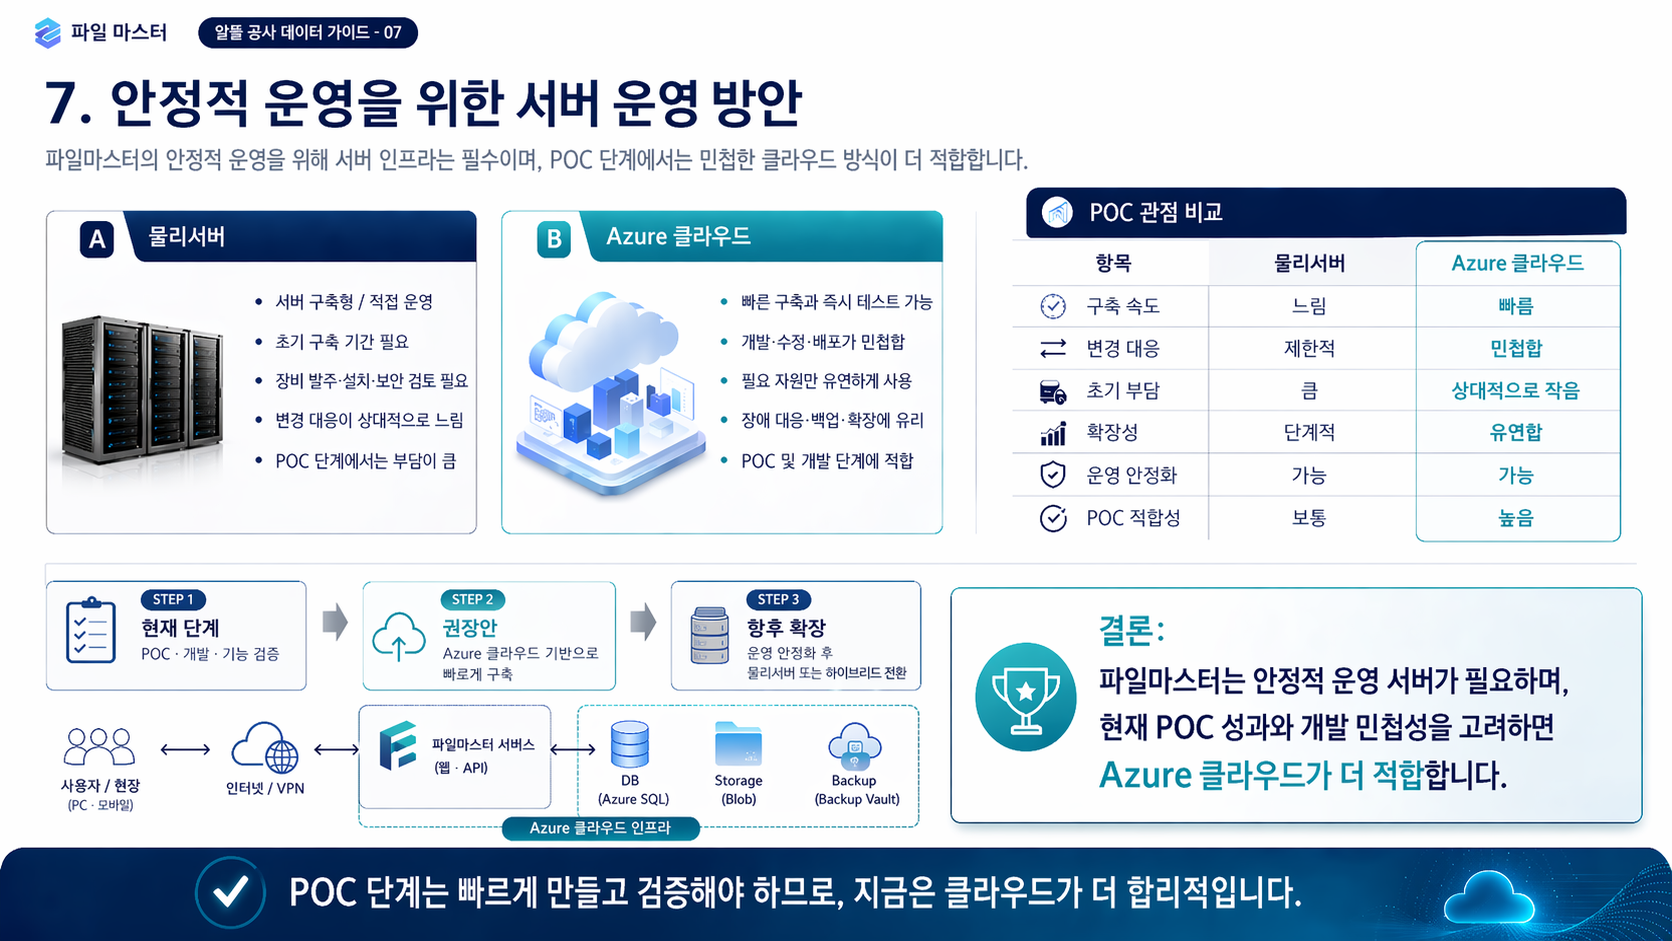 파일 마스터
알뜰 공사 데이터 가이드 - 07
7. 안정적 운영을 위한 서버 운영 방안
파일마스터의 안정적 운영을 위해 서버 인프라는 필수이며, POC 단계에서는 민첩한 클라우드 방식이 더 적합합니다.
A
물리서버
서버 구축형 / 적접 운영
초기 구축 기간 필요
장비 발주·설치·보안 검토 필요
변경 대응이 상대적으로 느림
POC 단계에서는 부담이 큼
B
Azure 클라우드
빠른 구축과 즉시 테스트 가능
개발·수정·배포가 민첩합
필요 자원만 유연하게 사용
장애 대응·백업·확장에 유리
POC 및 개발 단계에 적합
POC 관점 비교
항목 물리서버 Azure 클라우드
구축 속도 느림 빠름
변경 대응 제한적 민첩합
초기 부담 큼 상대적으로 작음
확장성 단계적 유연합
운영 안정화 가능 가능
POC 적합성 보통 높음
STEP 1
현재 단계
POC · 개발 · 기능 검증
STEP 2
권장안
Azure 클라우드 기반으로
빠르게 구축
STEP 3
항후 확장
운영 안정화 후
물리서버 또는 하이브리드 전환
사용자 / 현장
(PC · 모바일)
인터넷 / VPN
파일마스터 서버스
(웹 · API)
DB
(Azure SQL)
Storage
(Blob)
Backup
(Backup Vault)
Azure 클라우드 인프라
결론:
파일마스터는 안정적 운영 서버가 필요하며,
현재 POC 성과와 개발 민첩성을 고려하면
Azure 클라우드가 더 적합합니다.
POC 단계는 빠르게 만들고 검증해야 하므로, 지금은 클라우드가 더 합리적입니다.